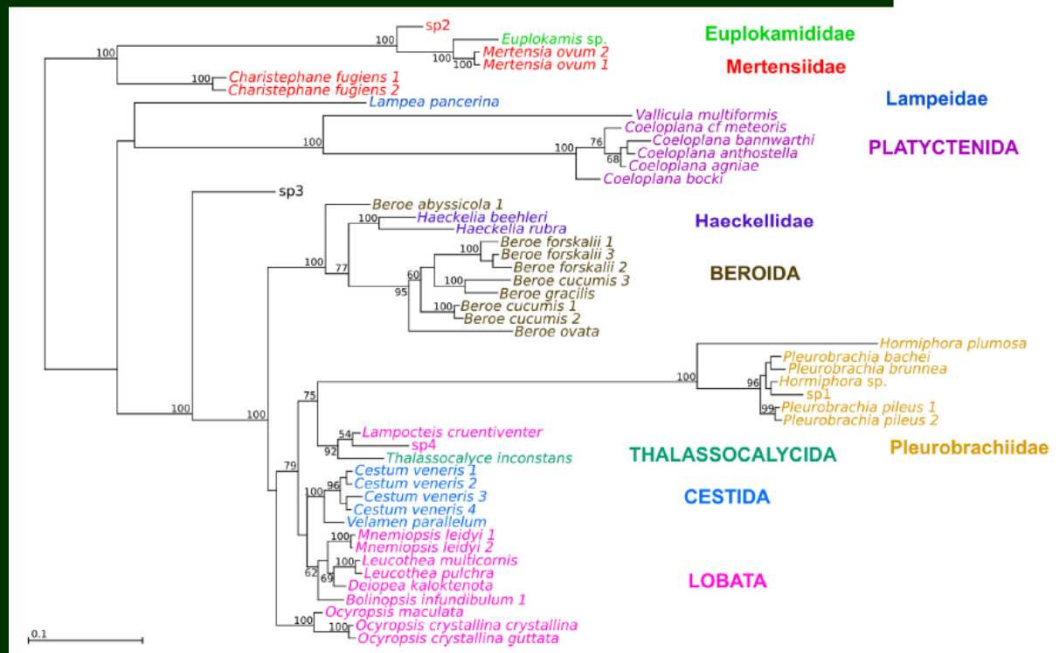 sp2
100
Euplokamis sp.
Euplokamididae
100
Mertensia ovum 2
100
100
Mertensia ovum 1
Mertensiidae
100
Charistephane fugiens 1
Charistephane fugiens 2
Lampea pancerina
Lampeidae
Vallicula multiformis
100
Coeloplana cf meteoris
76
Coeloplana bannwarthi
100
Coeloplana anthostella
PLATYCTENIDA
68
Coeloplana agniae
Coeloplana bocki
sp3
Beroe abyssicola 1
100
Haeckelia beehleri
Haeckellidae
Haeckelia rubra
100
77
Beroe forskalii 1
100
Beroe forskalii 3
60
Beroe forskalii 2
BEROIDA
100
Beroe cucumis 3
95
Beroe gracilis
100
Beroe cucumis 1
Beroe cucumis 2
Beroe ovata
Hormiphora plumosa
100
Pleurobrachia bachei
Pleurobrachia brunnea
96
Hormiphora sp.
75
sp1
99
Pleurobrachia pileus 1
100
100
Pleurobrachia pileus 2
54
Lampocteis cruentiventer
sp4
92
Thalassocalyce inconstans
THALASSOCALYCIDA
Pleurobrachiidae
79
Cestum veneris 1
96
Cestum veneris 2
100
Cestum veneris 3
CESTIDA
Cestum veneris 4
Velamen parallelum
100
Mnemiopsis leidyi 1
Mnemiopsis leidyi 2
100
Leucothea multicornis
62
69
Leucothea pulchra
LOBATA
Deiopea kaloktenota
Bolinopsis infundibulum 1
Ocyropsis maculata
100
100
Ocyropsis crystallina crystallina
0.1
Ocyropsis crystallina guttata